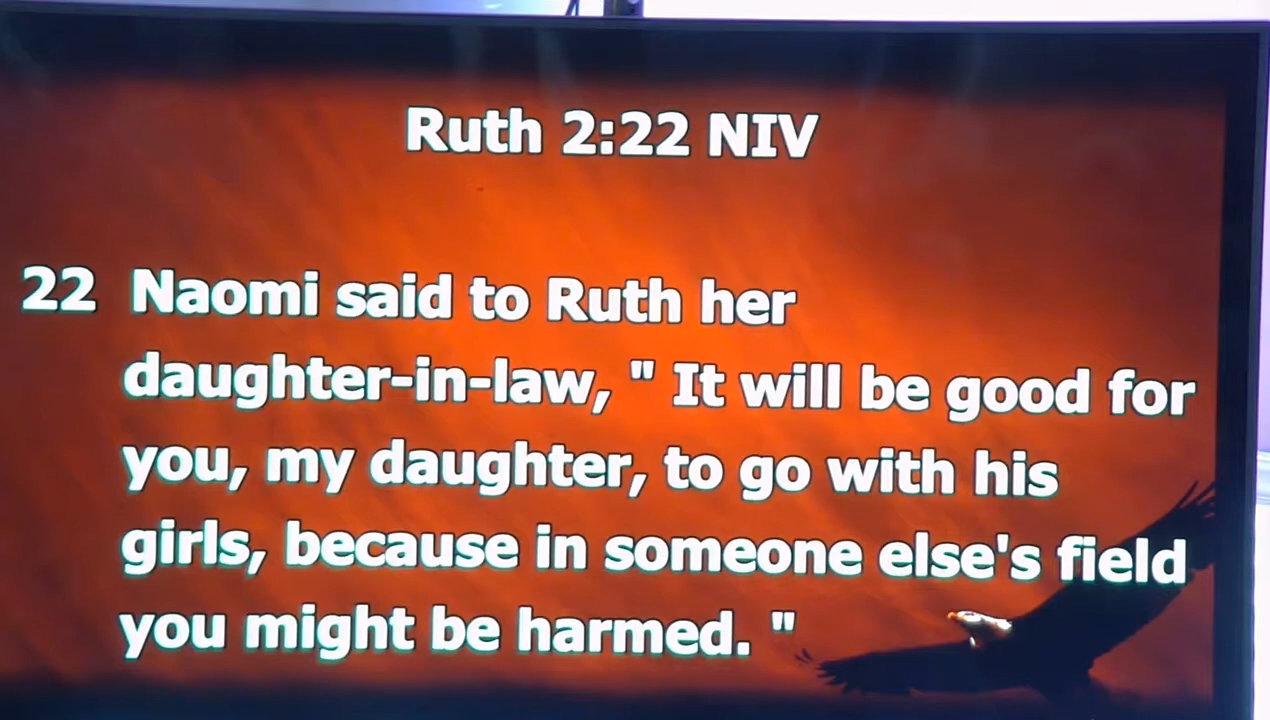 Ruth 2:22 NIV
22 Naomi said to Ruth her
daughter-in-law, " It will be good for
you, my daughter, to go with his
girls, because in someone else's field
you might be harmed. "